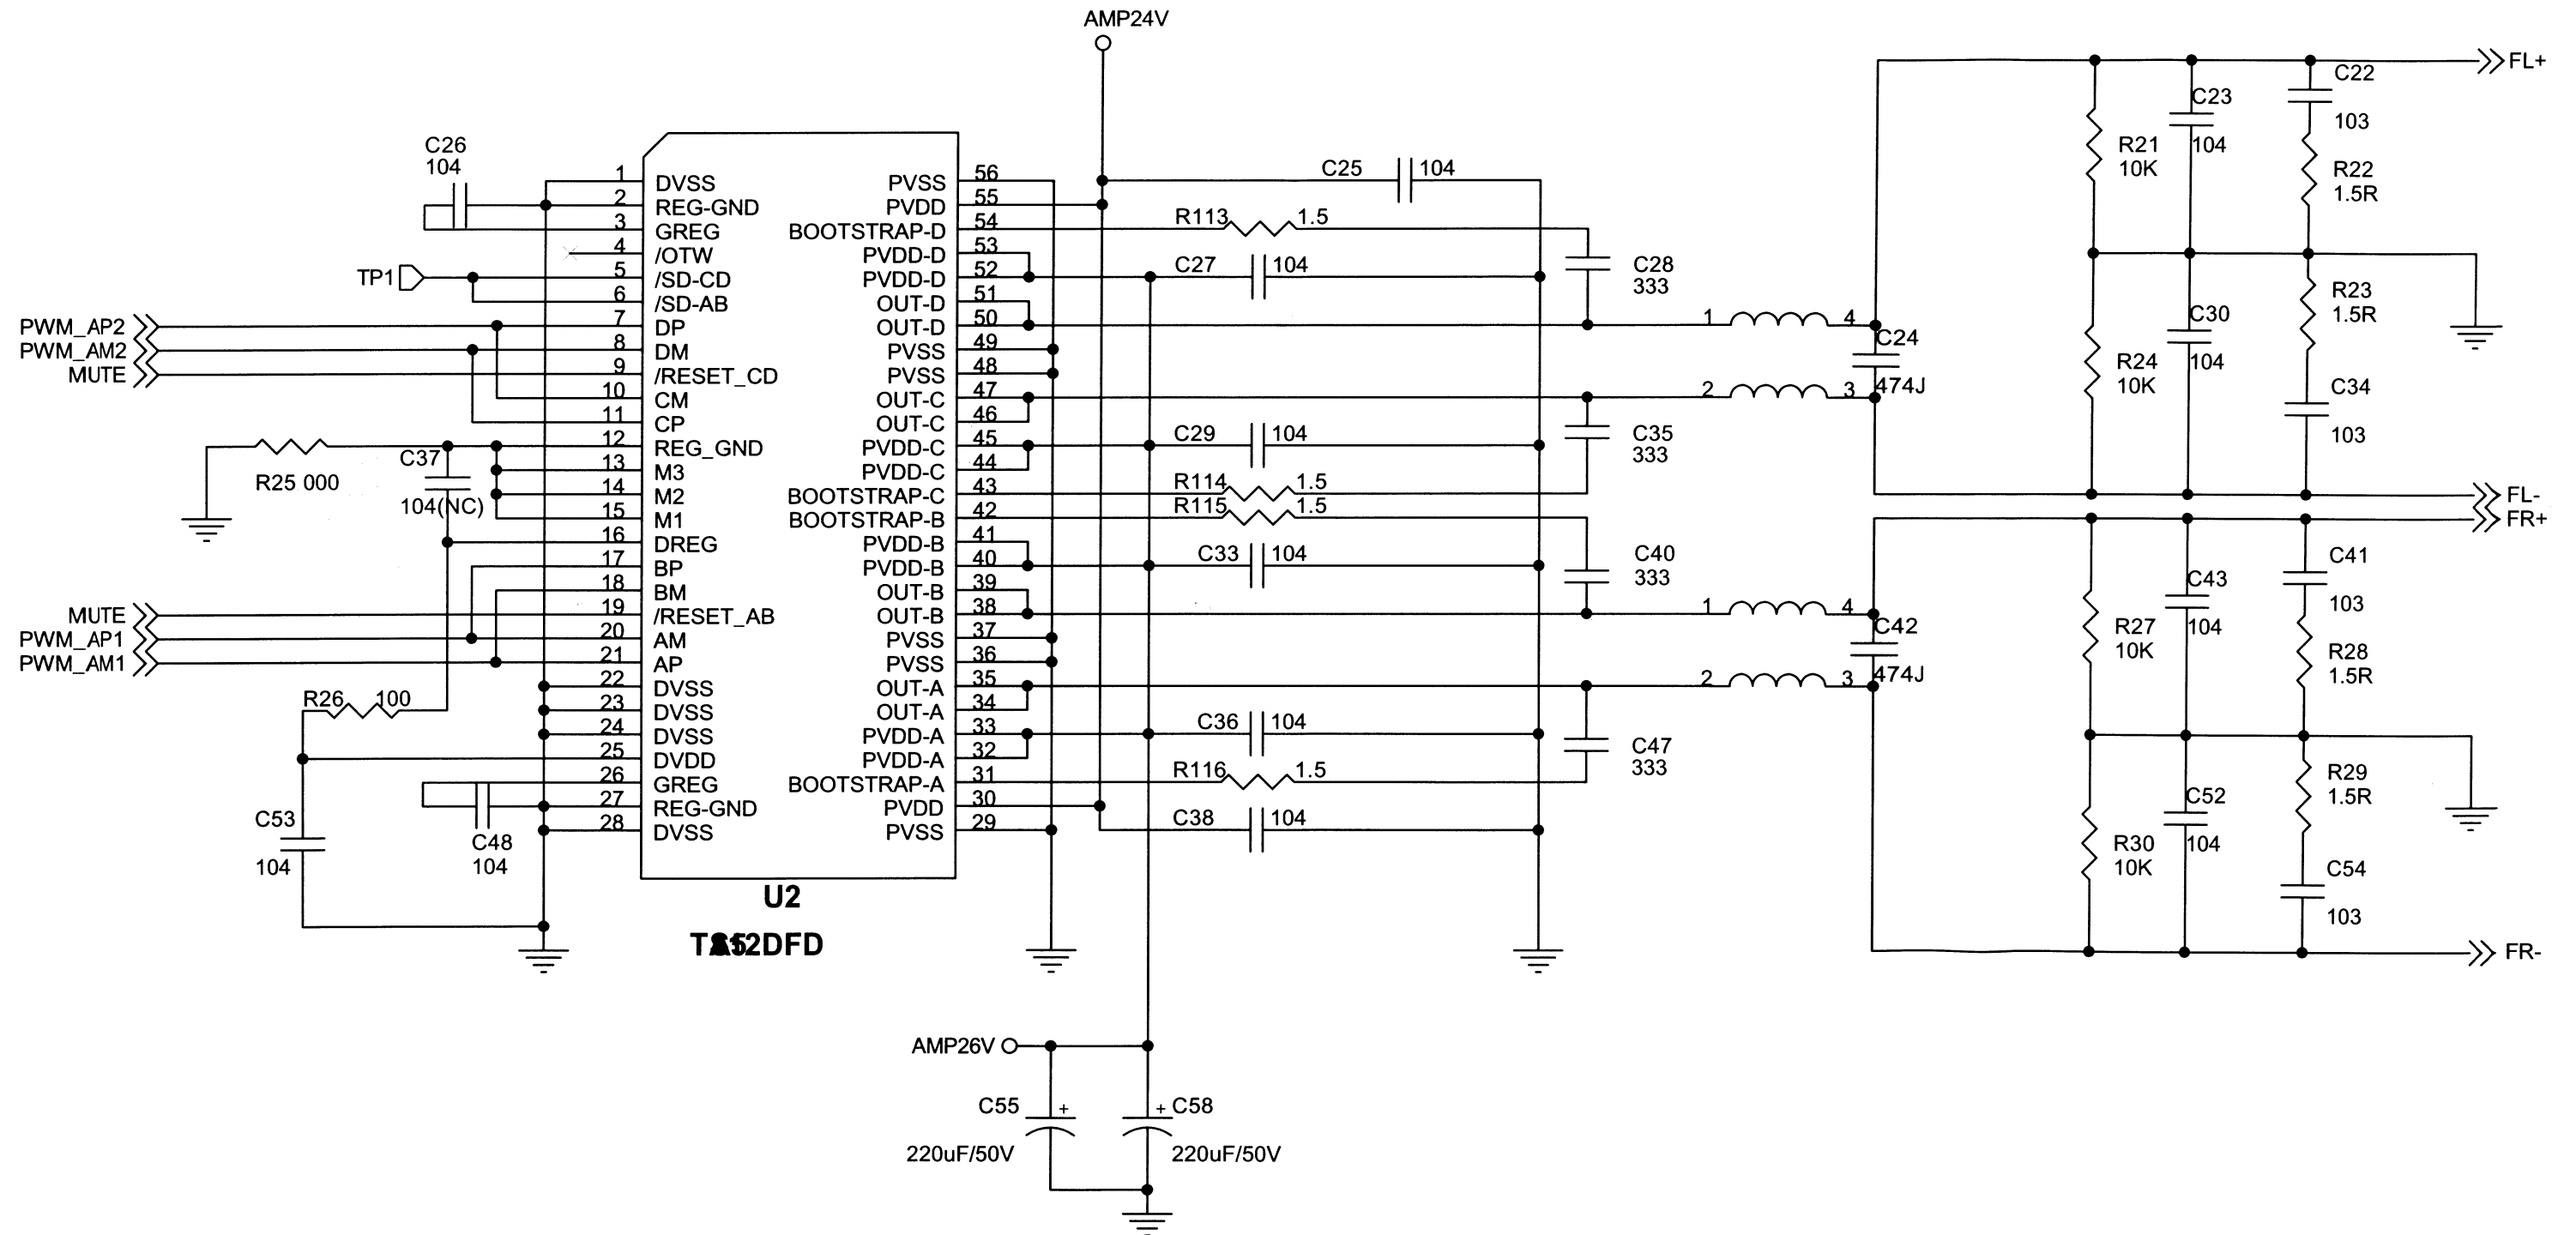 AMP24V
FL+
C22
103
C23
104
R21
10K
R22
1.5R
C26
104
C25
104
1
DVSS
PVSS
56
2
REG-GND
PVDD
55
3
GREG
BOOTSTRAP-D
54
R113
1.5
4
/OTW
PVDD-D
53
TP1
5
/SD-CD
PVDD-D
52
C27
104
C28
333
6
/SD-AB
OUT-D
51
PWM_AP2
7
DP
OUT-D
50
1
4
PWM_AM2
8
DM
PVSS
49
C24
474J
MUTE
9
/RESET_CD
PVSS
48
10
CM
OUT-C
47
2
3
11
CP
OUT-C
46
R24
10K
C30
104
R23
1.5R
C34
103
12
REG_GND
PVDD-C
45
C29
104
C35
333
R25 000
C37
104(NC)
13
M3
PVDD-C
44
14
M2
BOOTSTRAP-C
43
R114
1.5
FL-
15
M1
BOOTSTRAP-B
42
R115
1.5
FR+
16
DREG
PVDD-B
41
17
BP
PVDD-B
40
C33
104
C40
333
18
BM
OUT-B
39
MUTE
19
/RESET_AB
OUT-B
38
1
4
PWM_AP1
20
AM
PVSS
37
C42
474J
PWM_AM1
21
AP
PVSS
36
22
DVSS
OUT-A
35
2
3
R26
100
23
DVSS
OUT-A
34
C41
103
C43
104
R27
10K
R28
1.5R
24
DVSS
PVDD-A
33
C36
104
C47
333
25
DVDD
PVDD-A
32
26
GREG
BOOTSTRAP-A
31
R116
1.5
27
REG-GND
PVDD
30
C53
104
C48
104
28
DVSS
PVSS
29
C38
104
R29
1.5R
C52
104
R30
10K
C54
103
U2
FR-
AMP26V
C55
+
220uF/50V
+
C58
220uF/50V